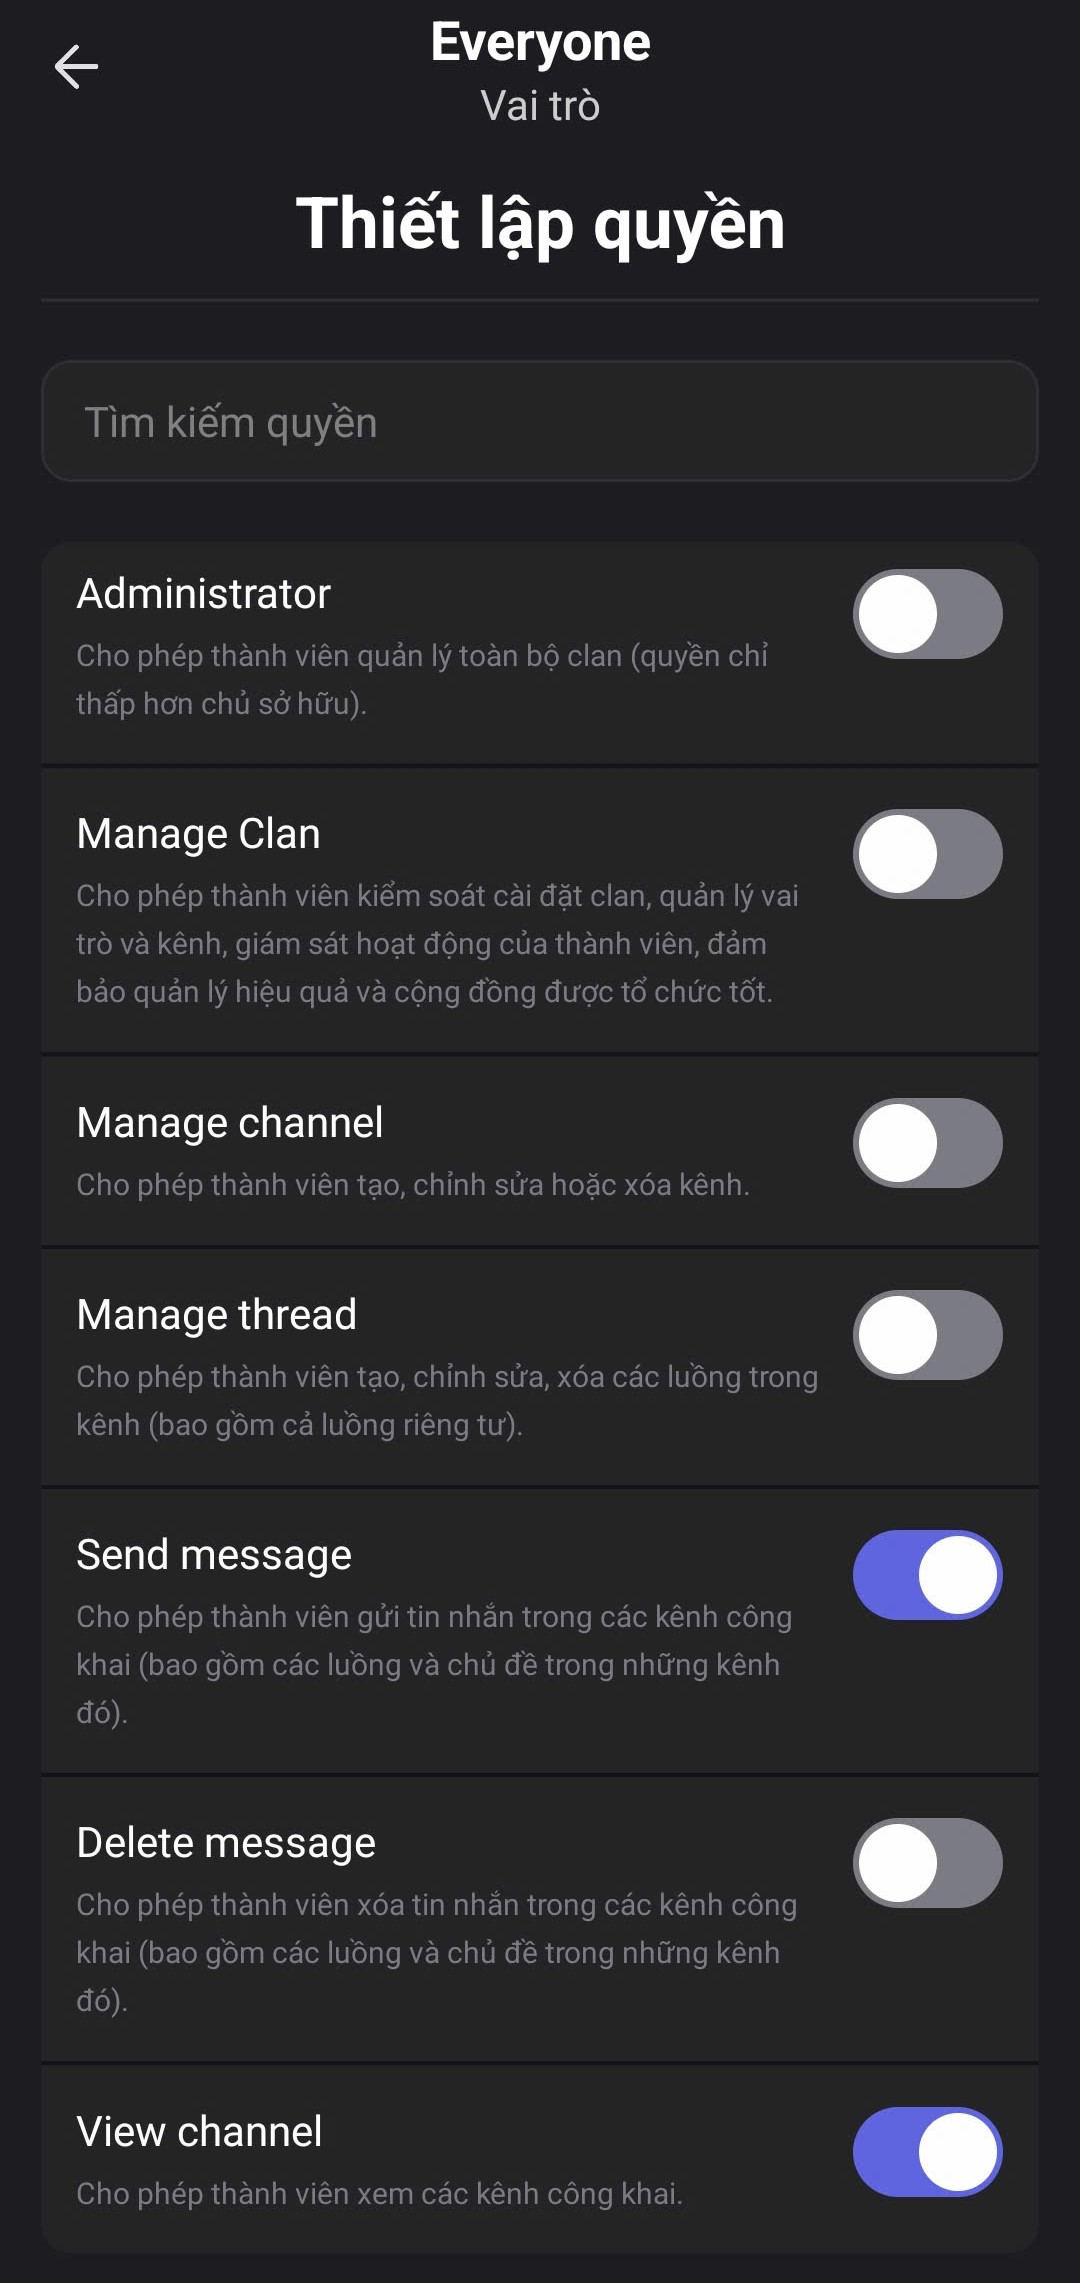 Everyone
Vai trò
Thiết lập quyền
Tìm kiếm quyền
Administrator
Cho phép thành viên quản lý toàn bộ clan (quyền chỉ
thấp hơn chủ sở hữu).
Manage Clan
Cho phép thành viên kiểm soát cài đặt clan, quản lý vai
trò và kênh, giám sát hoạt động của thành viên, đảm
bảo quản lý hiệu quả và cộng đồng được tổ chức tốt.
Manage channel
Cho phép thành viên tạo, chỉnh sửa hoặc xóa kênh.
Manage thread
Cho phép thành viên tạo, chỉnh sửa, xóa các luồng trong
kênh (bao gồm cả luồng riêng tư).
Send message
Cho phép thành viên gửi tin nhắn trong các kênh công
khai (bao gồm các luồng và chủ đề trong những kênh
đó).
Delete message
Cho phép thành viên xóa tin nhắn trong các kênh công
khai (bao gồm các luồng và chủ đề trong những kênh
đó).
View channel
Cho phép thành viên xem các kênh công khai.